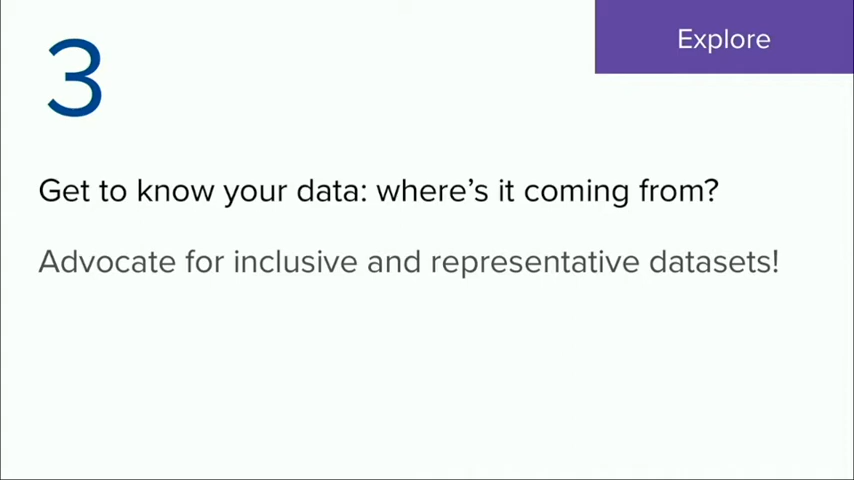 3
Explore
Get to know your data: where’s it coming from?
Advocate for inclusive and representative datasets!